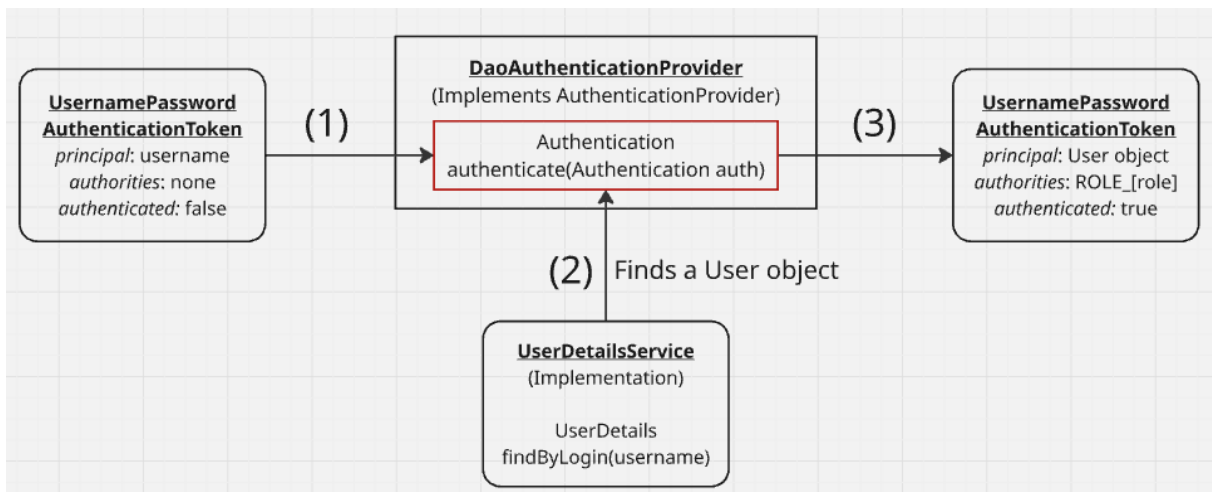 UsernamePassword
AuthenticationToken
principal: username
authorities: none
authenticated: false
(1)
DaoAuthenticationProvider
(Implements AuthenticationProvider)
Authentication
authenticate(Authentication auth)
(3)
UsernamePassword
AuthenticationToken
principal: User object
authorities: ROLE_[role]
authenticated: true
(2) Finds a User object
UserDetailsService
(Implementation)
UserDetails
findByLogin(username)